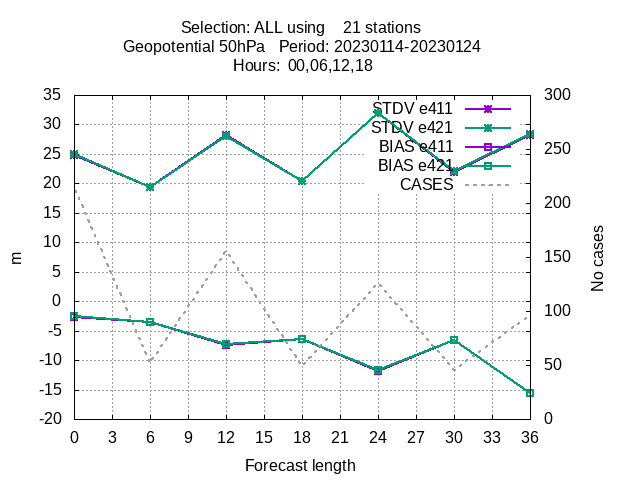 Selection: ALL using    21 stations
Geopotential 50hPa   Period: 20230114-20230124
Hours:  00,06,12,18
35
30
25
20
15
10
5
0
-5
-10
-15
-20
m
STDV e411
STDV e421
BIAS e411
BIAS e421
CASES
300
250
200
150
100
50
0
No cases
0 3 6 9 12 15 18 21 24 27 30 33 36
Forecast length